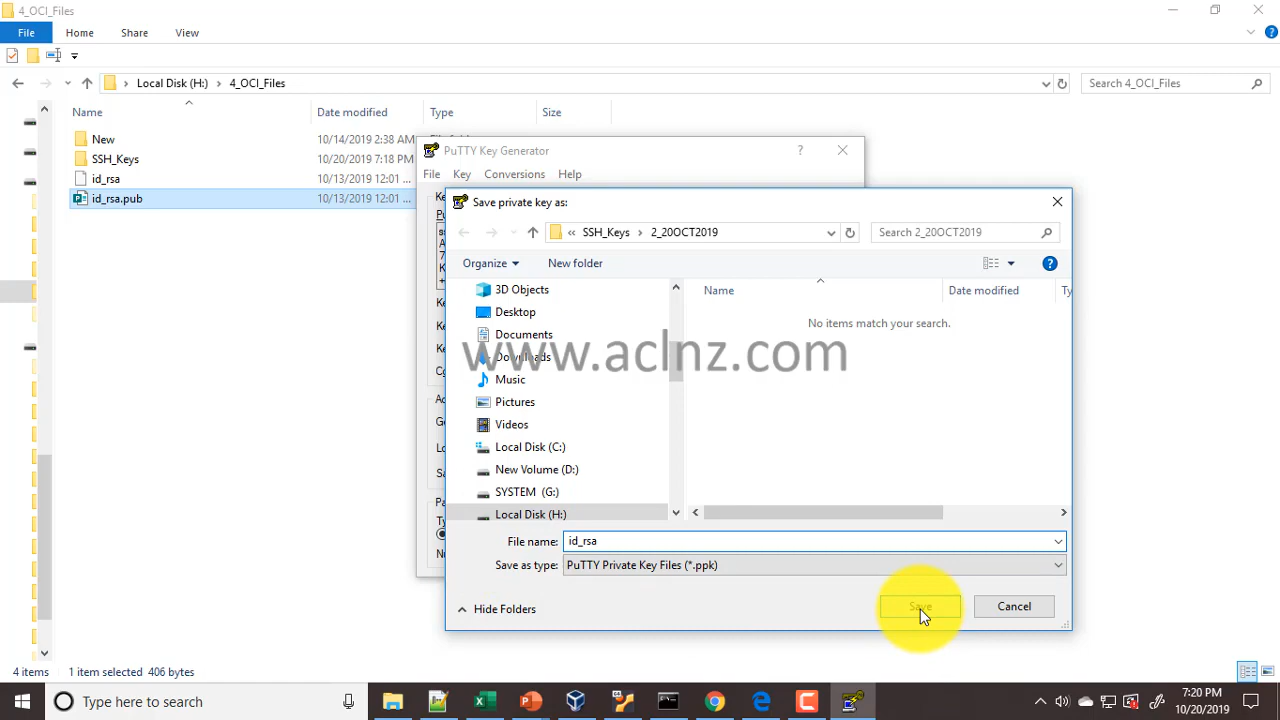 4_OCI_Files
File Home Share View
Local Disk (H:) 4_OCI_Files Search 4_OCI_Files
Name Date modified Type Size
New 10/14/2019 2:38 AM
SSH_Keys 10/20/2019 7:18 PM
id_rsa 10/13/2019 12:01 ...
id_rsa.pub 10/13/2019 12:01 ...
PuTTY Key Generator ?
File Key Conversions Help
Save private key as:
« SSH_Keys 2_20OCT2019 Search 2_20OCT2019
Organize New folder
3D Objects
Desktop
Documents
Downloads
Music
Pictures
Videos
Local Disk (C:)
New Volume (D:)
SYSTEM (G:)
Local Disk (H:)
Name Date modified Ty
No items match your search.
www.aclnz.com
File name: id_rsa
Save as type: PuTTY Private Key Files (*.ppk)
Hide Folders Save Cancel
4 items 1 item selected 406 bytes
Type here to search
7:20 PM
10/20/2019